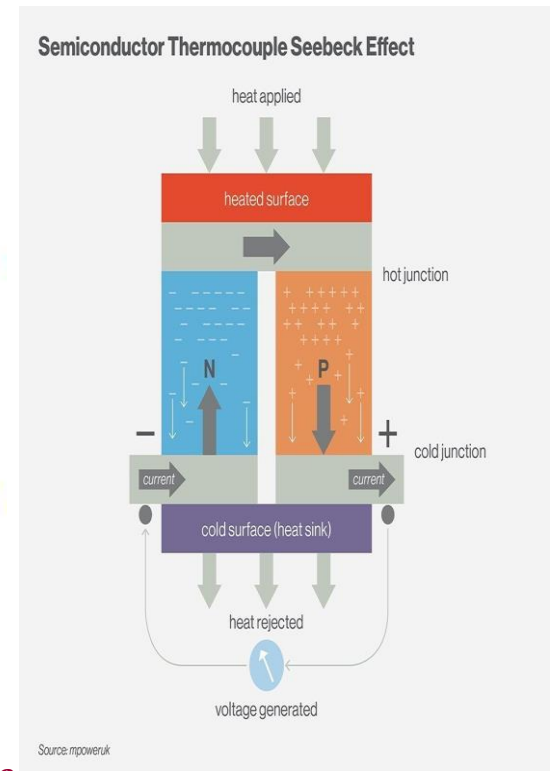 Semiconductor Thermocouple Seebeck Effect
heat applied
heated surface
hot junction
N
P
−
+
cold junction
current
current
cold surface (heat sink)
heat rejected
voltage generated
Source: mpoweruk